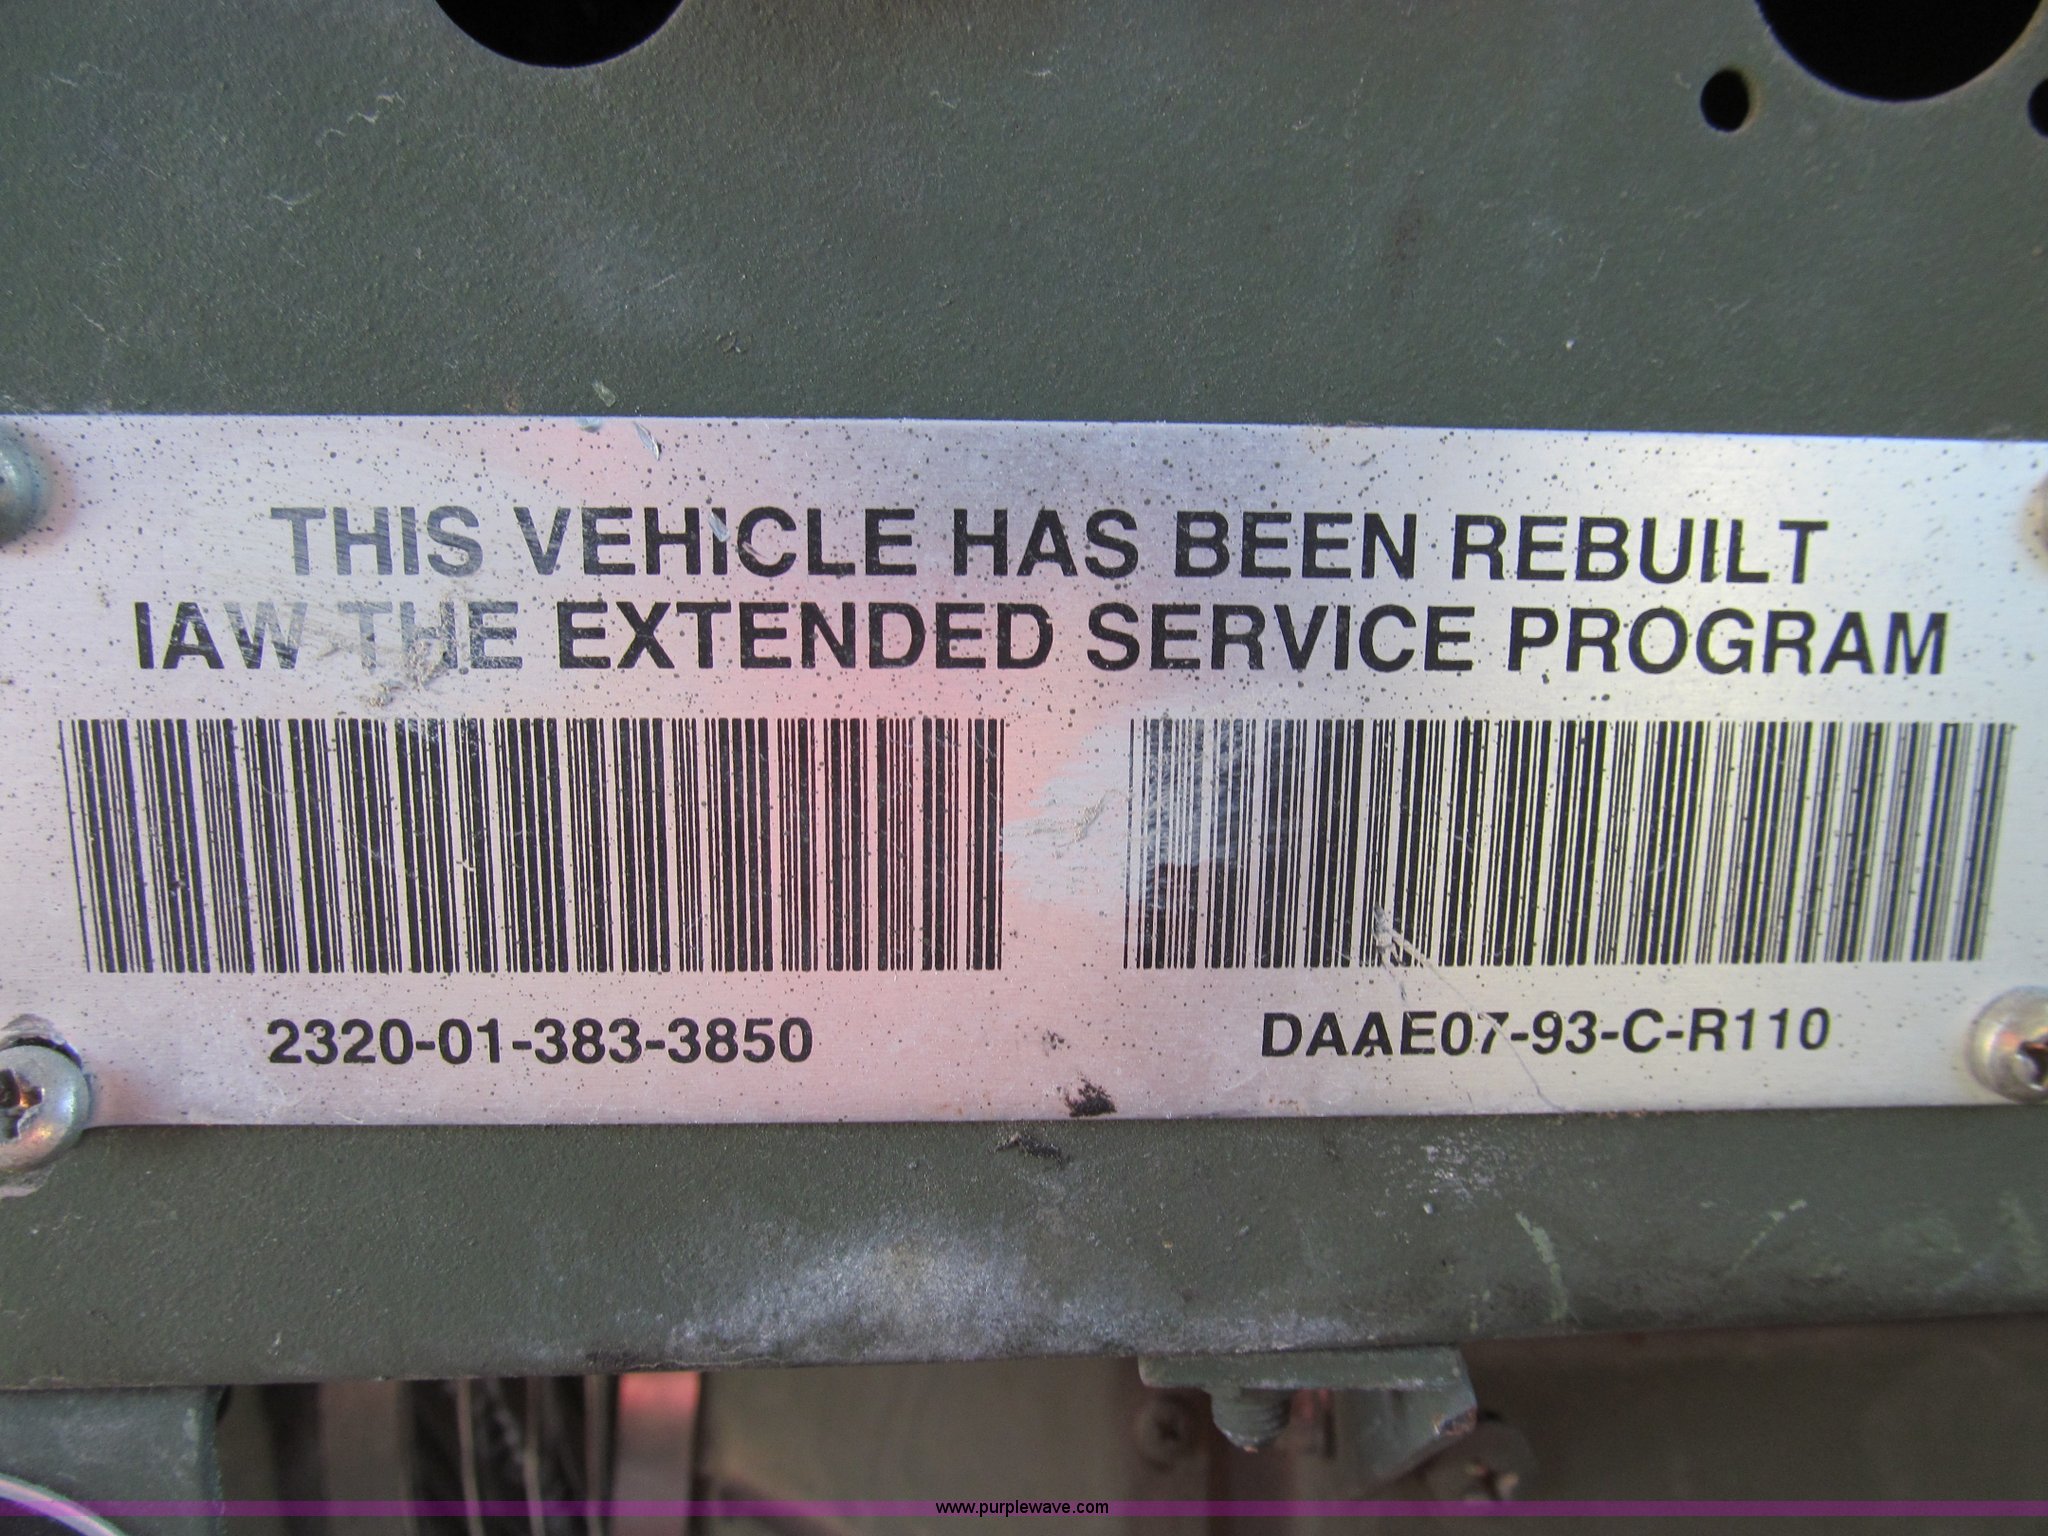 THIS VEHICLE HAS BEEN REBUILT
IAW THE EXTENDED SERVICE PROGRAM
2320-01-383-3850
DAAE07-93-C-R110
www.purplewave.com